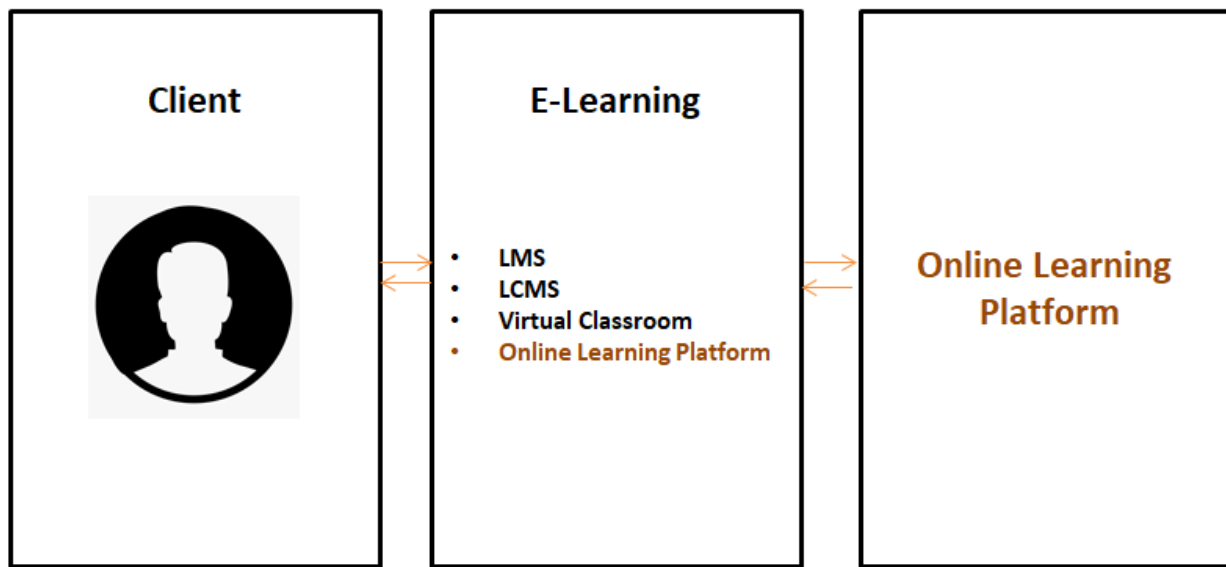 Client
E-Learning
• LMS
• LCMS
• Virtual Classroom
• Online Learning Platform
Online Learning
Platform